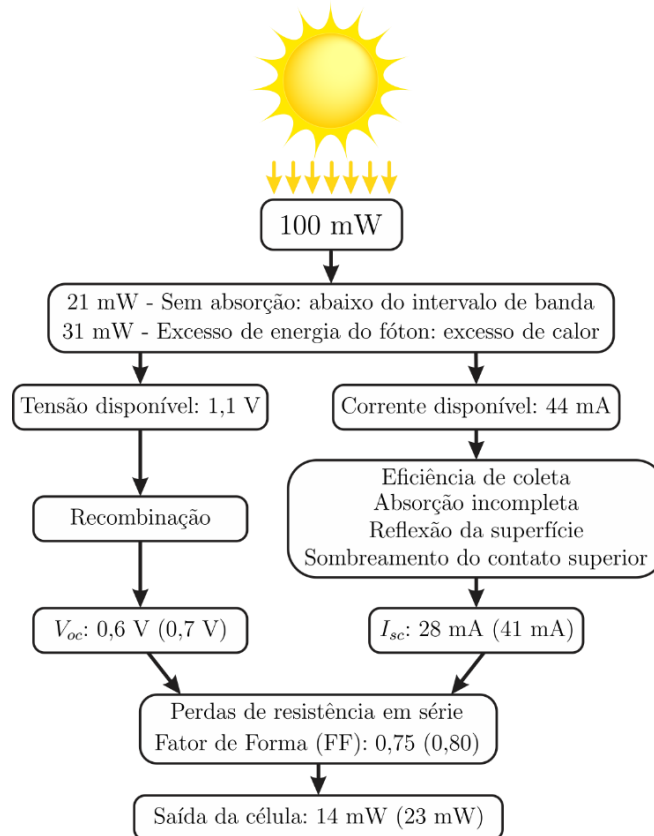 100 mW
21 mW - Sem absorção: abaixo do intervalo de banda
31 mW - Excesso de energia do fóton: excesso de calor
Tensão disponível: 1,1 V
Corrente disponível: 44 mA
Recombinação
Eficiência de coleta
Absorção incompleta
Reflexão da superfície
Sombreamento do contato superior
Voc: 0,6 V (0,7 V)
Isc: 28 mA (41 mA)
Perdas de resistência em série
Fator de Forma (FF): 0,75 (0,80)
Saída da célula: 14 mW (23 mW)